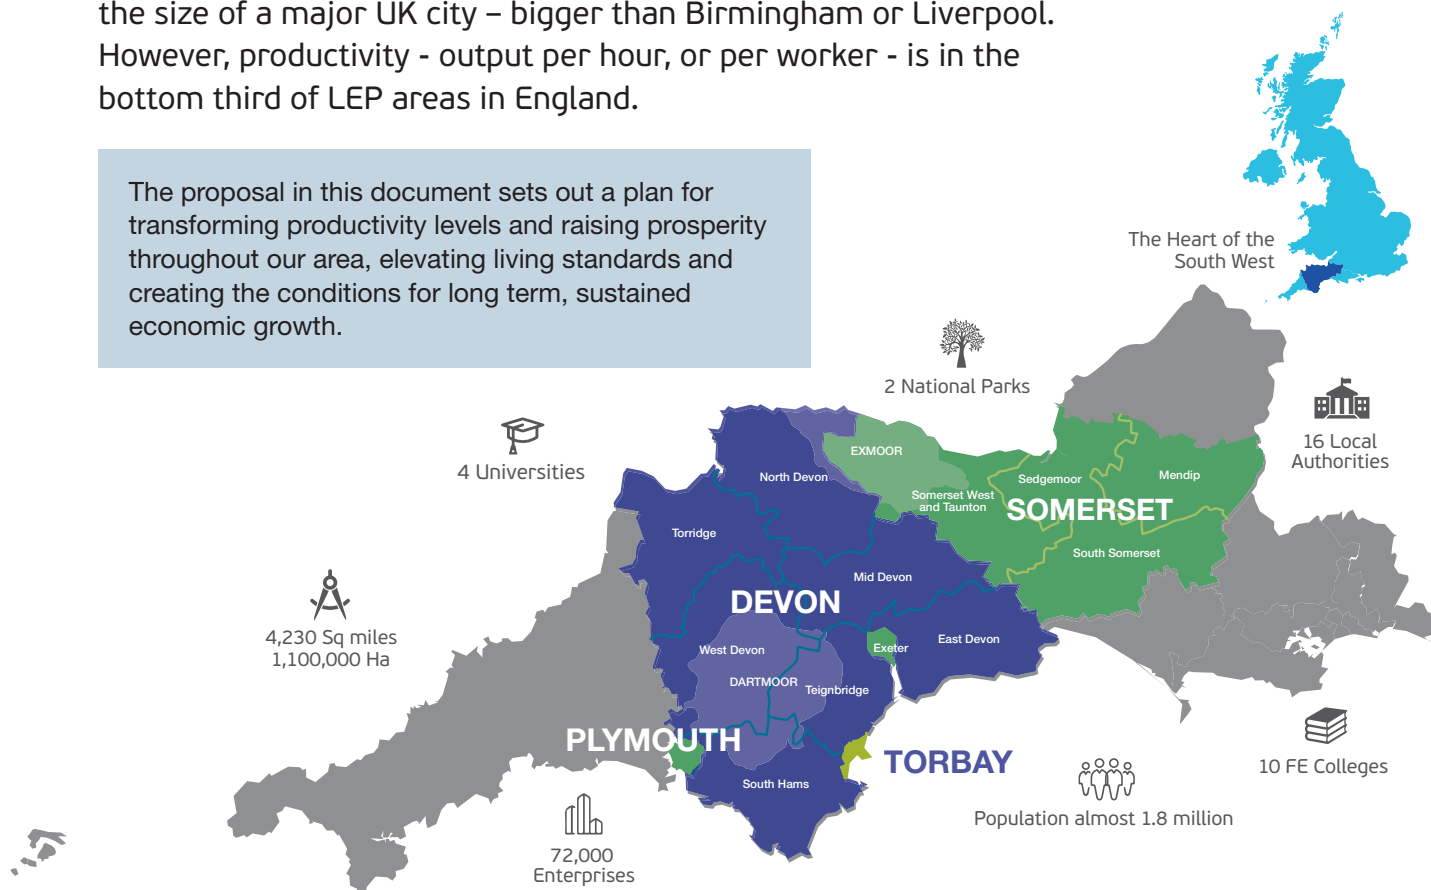 the size of a major UK city – bigger than Birmingham or Liverpool.
However, productivity - output per hour, or per worker - is in the
bottom third of LEP areas in England.
The proposal in this document sets out a plan for
transforming productivity levels and raising prosperity
throughout our area, elevating living standards and
creating the conditions for long term, sustained
economic growth.
The Heart of the
South West
2 National Parks
16 Local
Authorities
4 Universities
EXMOOR
North Devon
Sedgemoor
Mendip
Somerset West
and Taunton
SOMERSET
Torridge
South Somerset
Mid Devon
DEVON
4,230 Sq miles
1,100,000 Ha
West Devon
Exeter
East Devon
DARTMOOR
Teignbridge
PLYMOUTH
TORBAY
South Hams
10 FE Colleges
Population almost 1.8 million
72,000
Enterprises